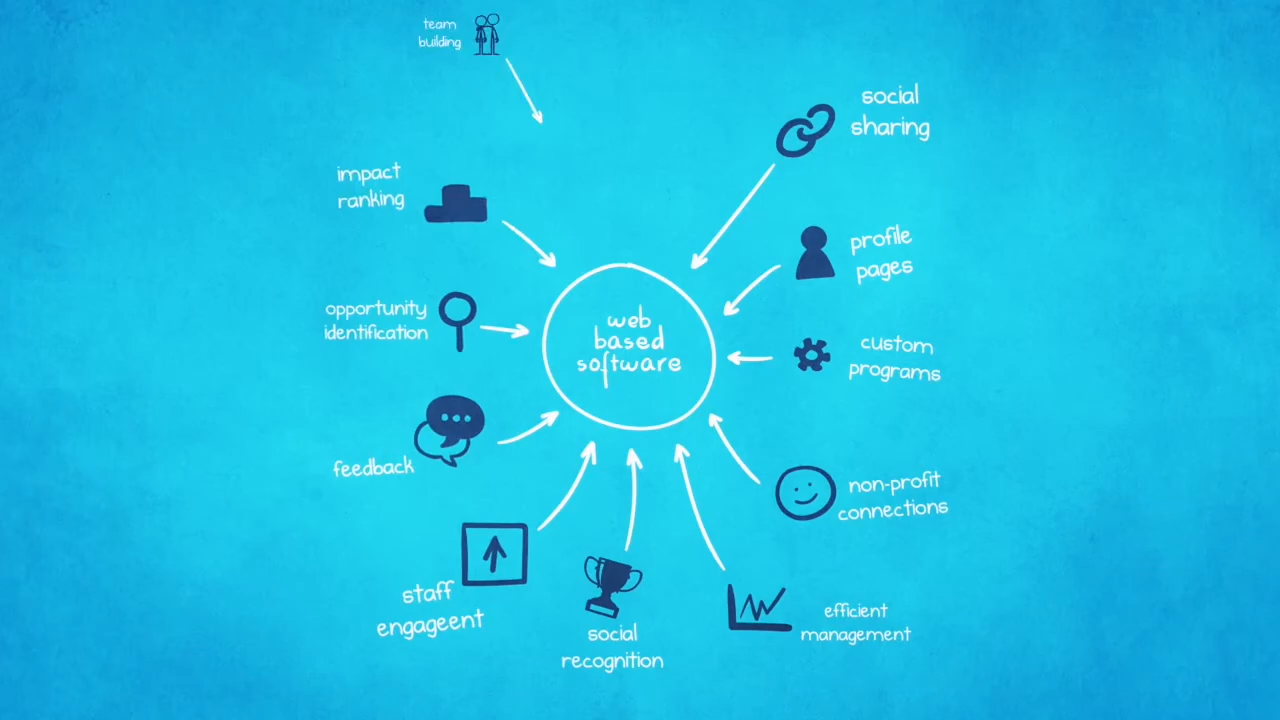 team
building
social
sharing
impact
ranking
profile
pages
opportunity
identification
web
based
software
custom
programs
feedback
non-profit
connections
staff
engageent
social
recognition
efficient
management